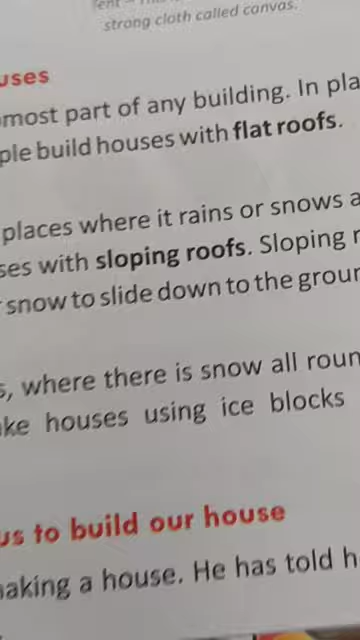 strong cloth called canvas.
uses
most part of any building. In pla
ple build houses with flat roofs.
places where it rains or snows a
ses with sloping roofs. Sloping r
snow to slide down to the groun
s, where there is snow all roun
ke houses using ice blocks
us to build our house
aking a house. He has told h